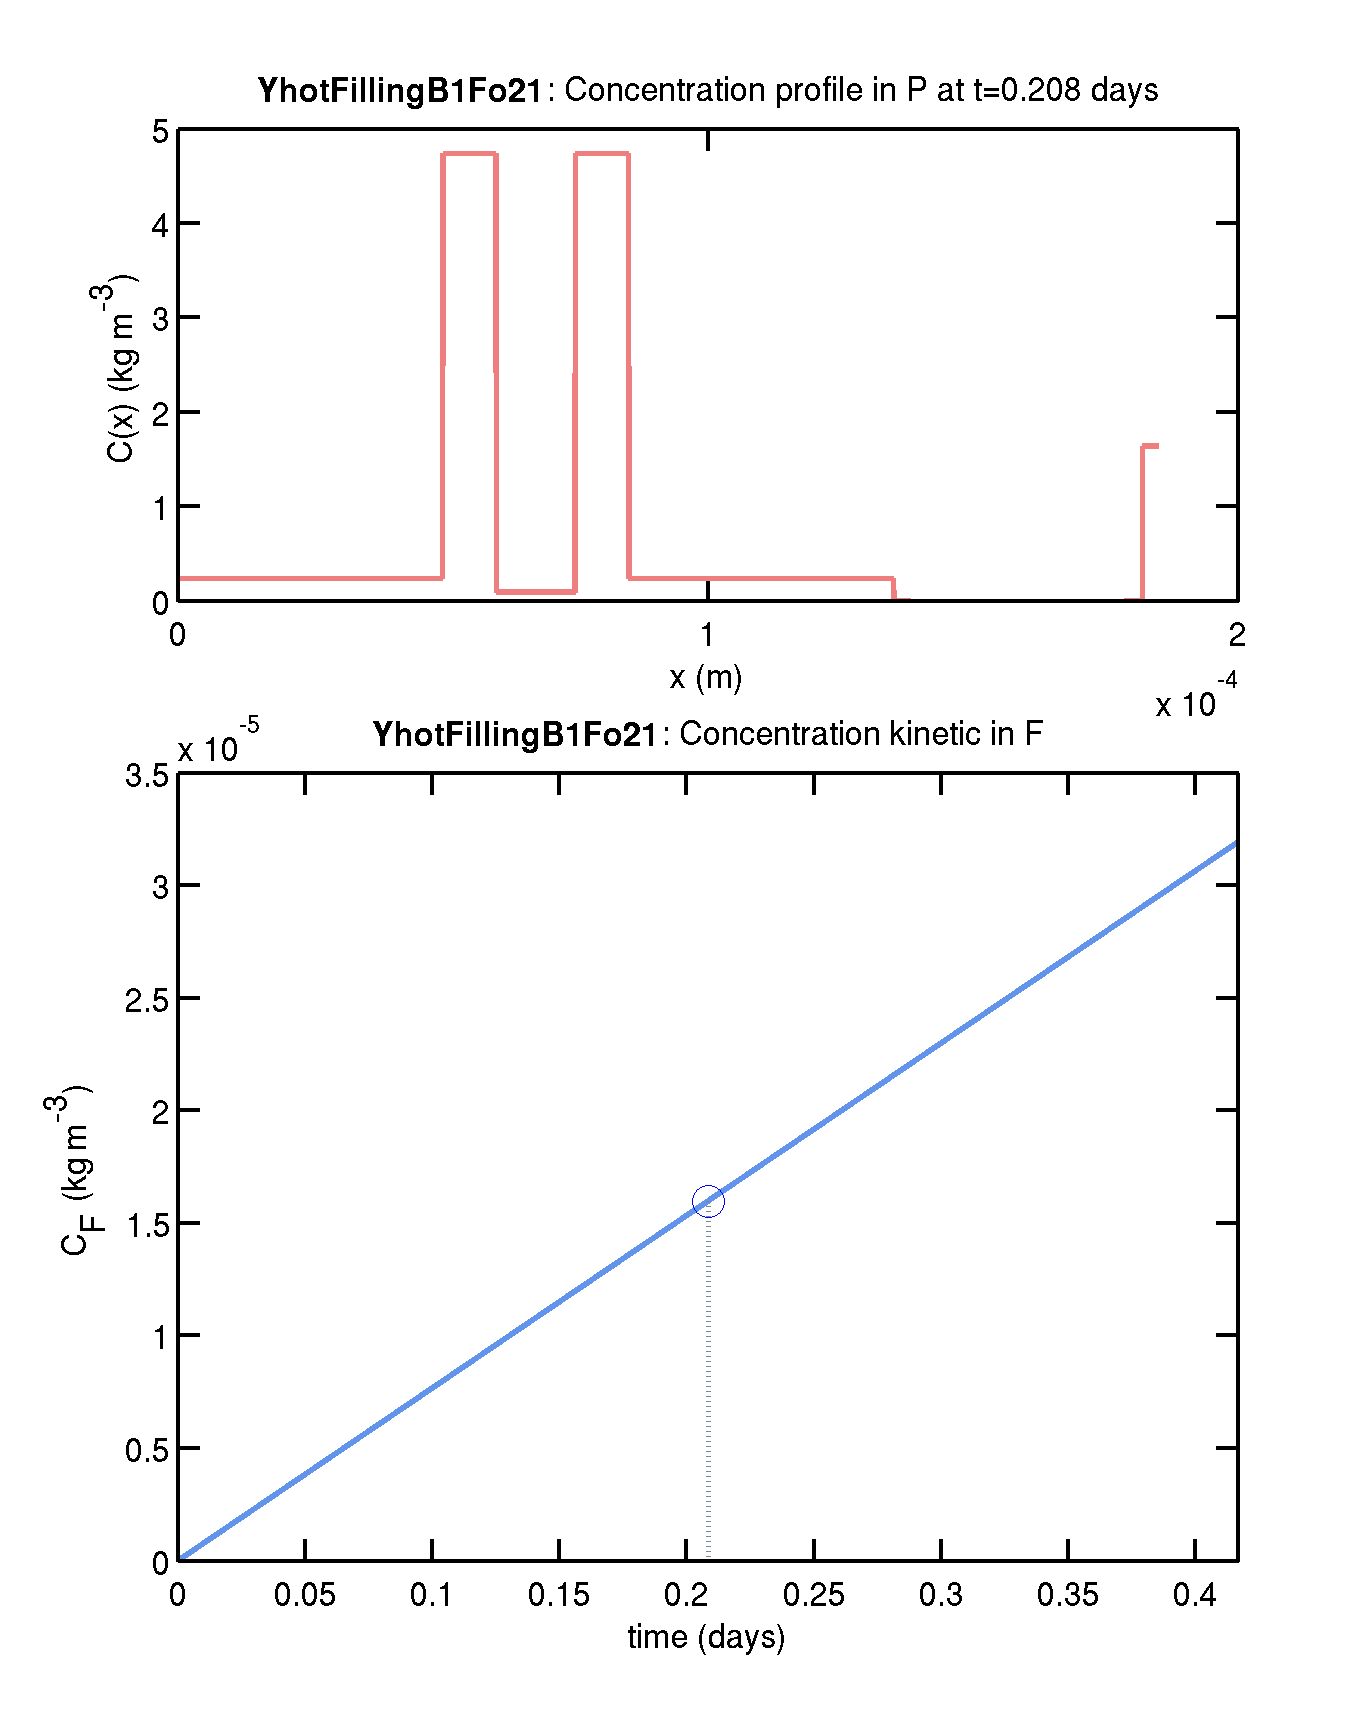 YhotFillingB1Fo21: Concentration profile in P at t=0.208 days
5
4
3
2
1
0
C(x) (kg m-3)
0 1 2
x (m)
x 10-4
YhotFillingB1Fo21: Concentration kinetic in F
x 10-5
3.5
3
2.5
2
1.5
1
0.5
0
CF (kg m-3)
0 0.05 0.1 0.15 0.2 0.25 0.3 0.35 0.4
time (days)